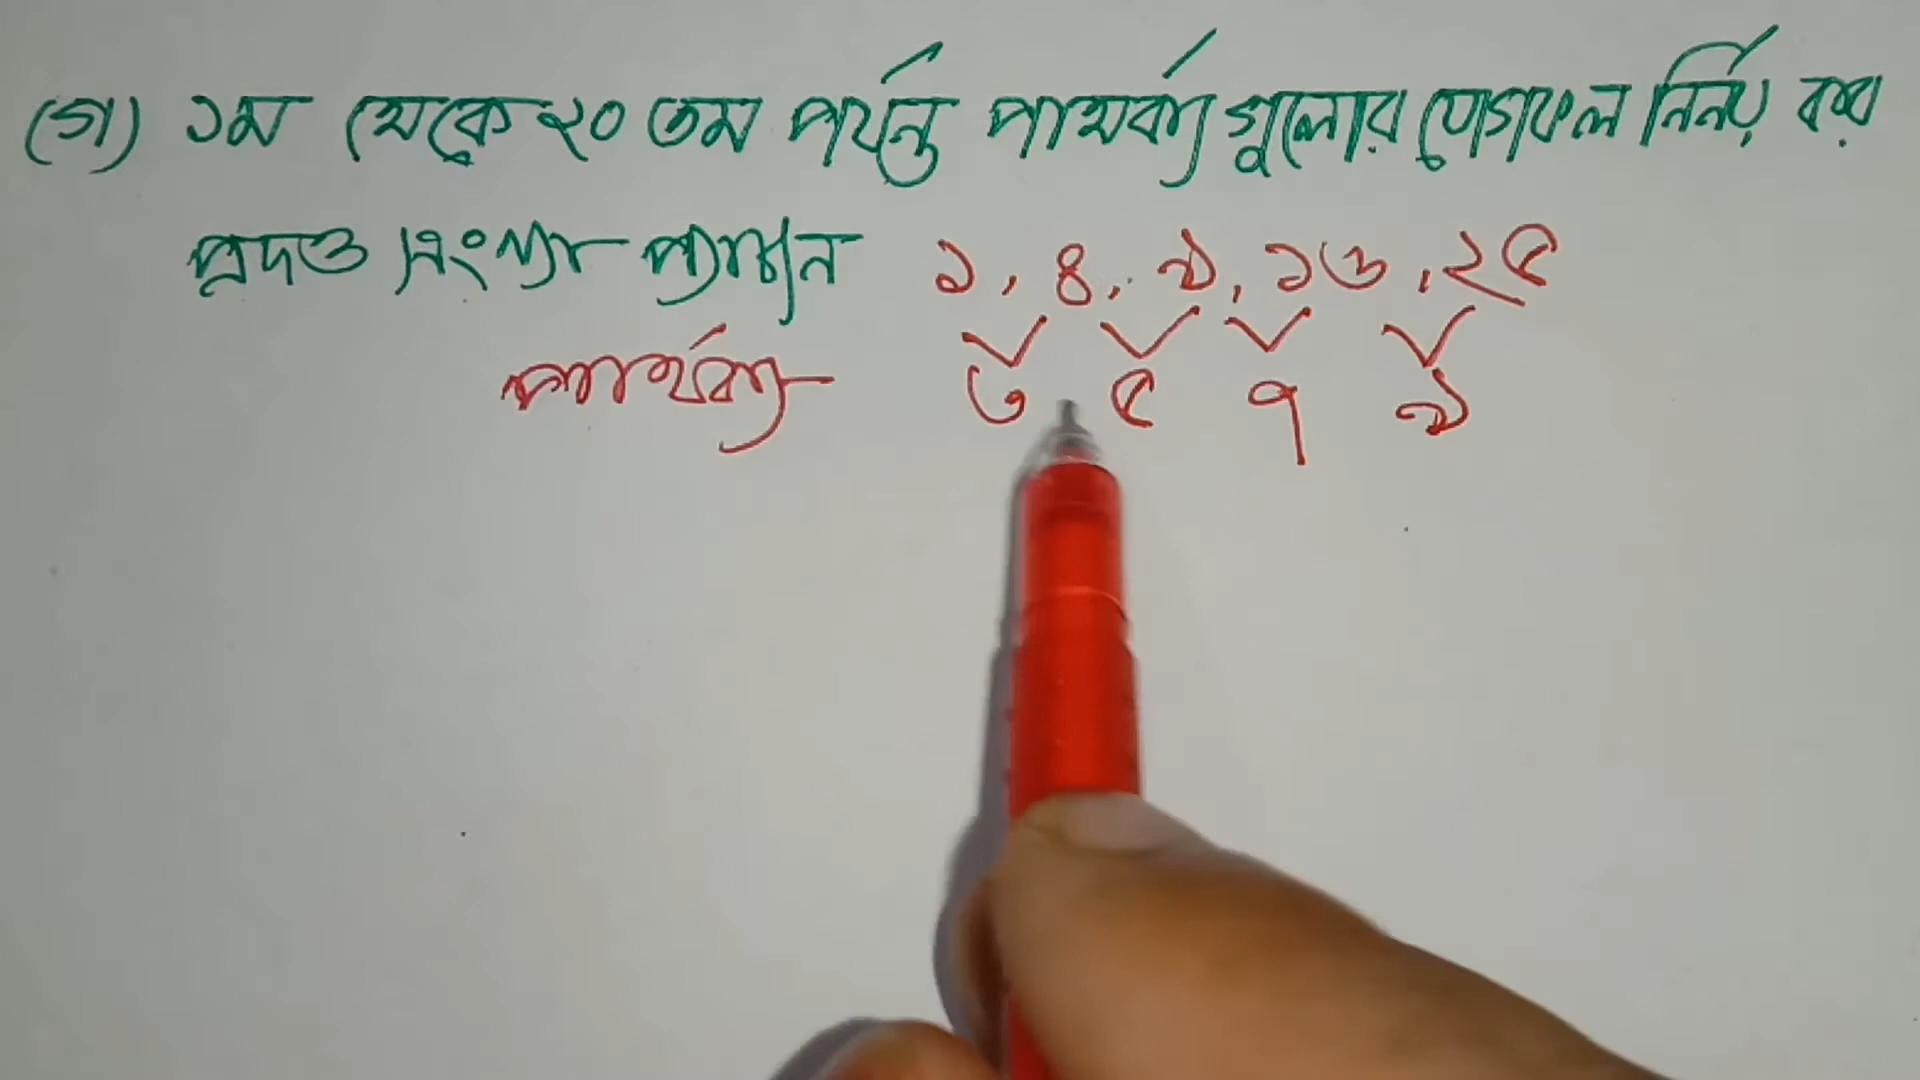 (গ) ১ম থেকে ২০ তম পর্যন্ত পার্থক্য গুলোর যোগফল নির্নয় কর
প্রদত্ত সংখ্যা প্যাটার্ন ১, ৪, ৯, ১৬, ২৫
পার্থক্য ৩ ৫ ৭ ৯